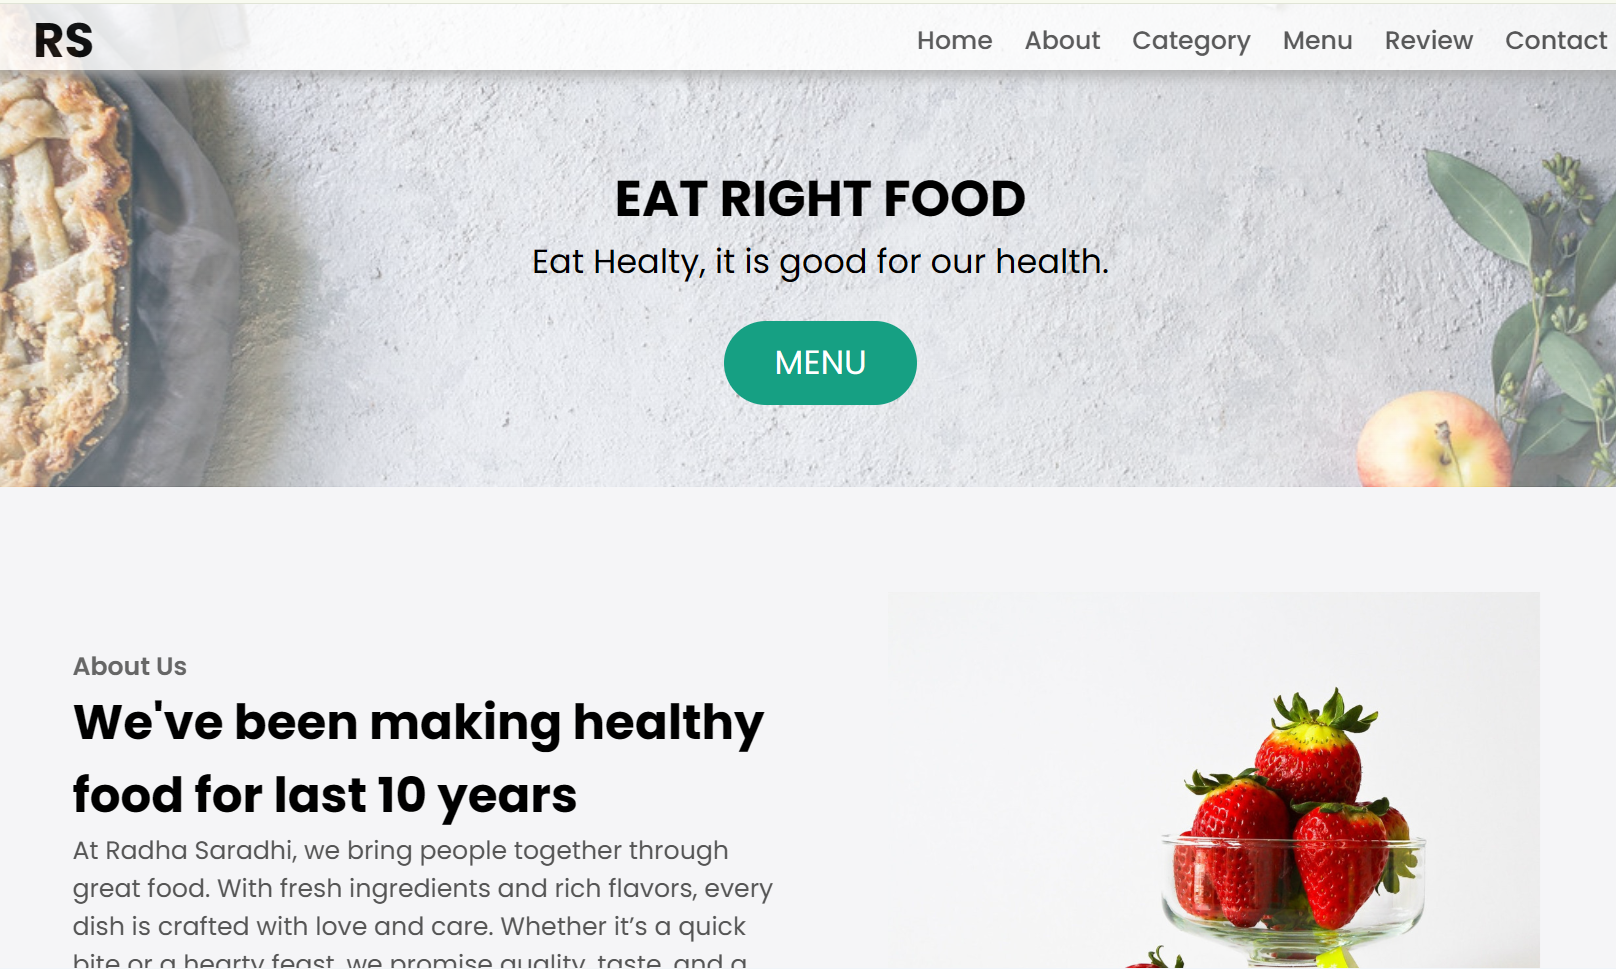 RS
Home About Category Menu Review Contact
EAT RIGHT FOOD
Eat Healty, it is good for our health.
MENU
About Us
We've been making healthy
food for last 10 years
At Radha Saradhi, we bring people together through
great food. With fresh ingredients and rich flavors, every
dish is crafted with love and care. Whether it’s a quick
bite or a hearty feast, we promise quality, taste, and a